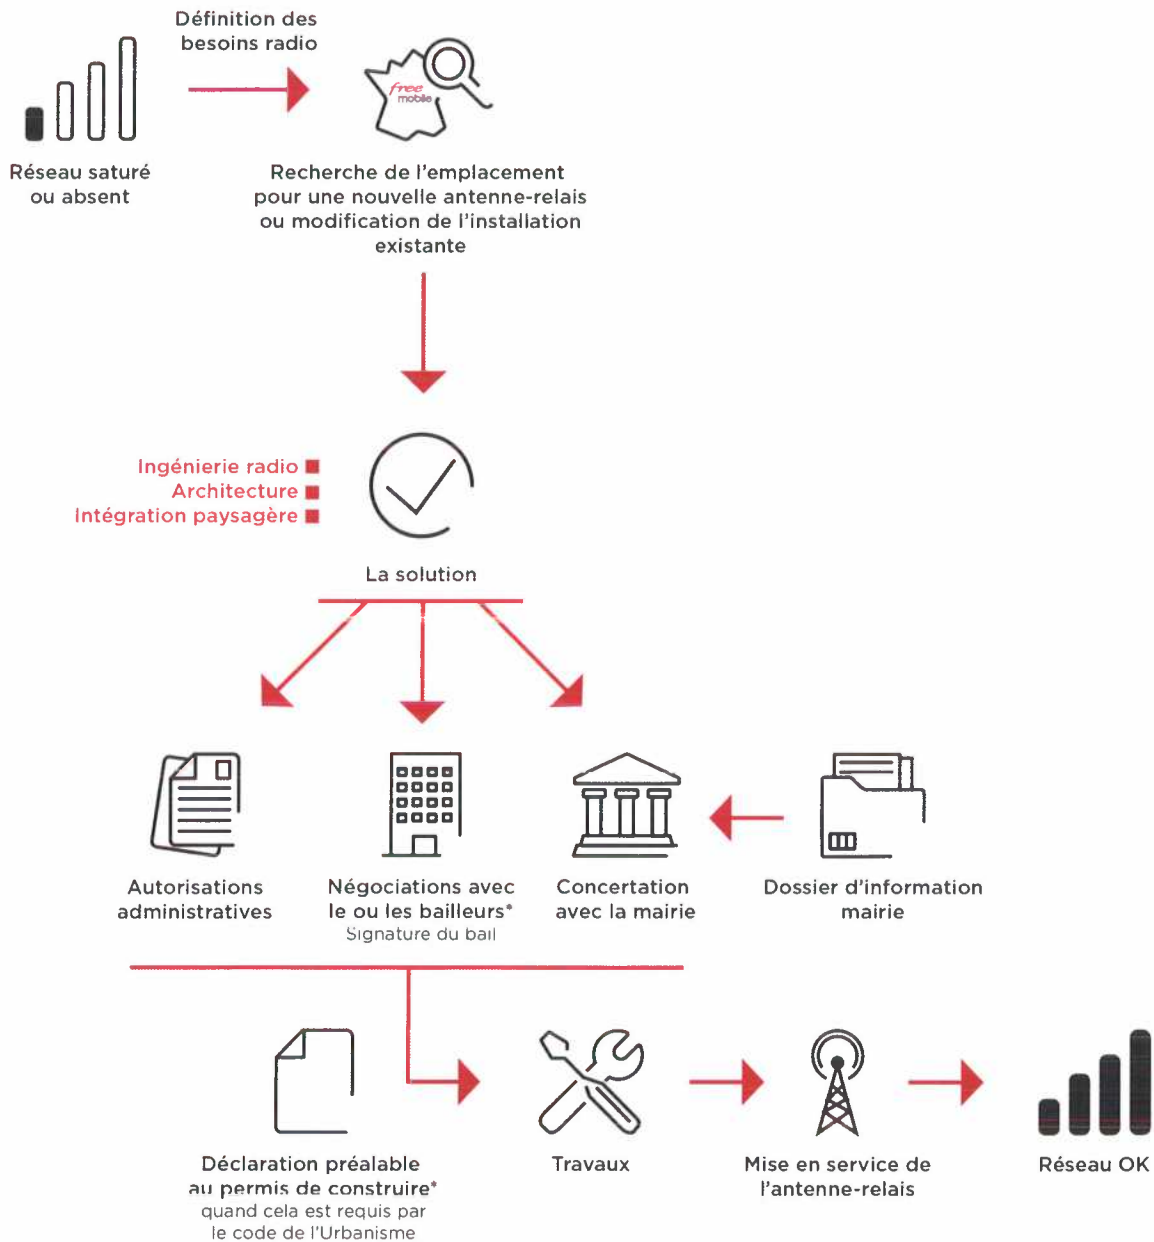 Définition des
besoins radio
free
mobile
Réseau saturé
ou absent
Recherche de l'emplacement
pour une nouvelle antenne-relais
ou modification de l'installation
existante
Ingénierie radio
Architecture
Intégration paysagère
La solution
Autorisations
administratives
Négociations avec
le ou les bailleurs*
Signature du bail
Concertation
avec la mairie
Dossier d'information
mairie
Déclaration préalable
au permis de construire*
quand cela est requis par
le code de l'Urbanisme
Travaux
Mise en service de
l'antenne-relais
Réseau OK